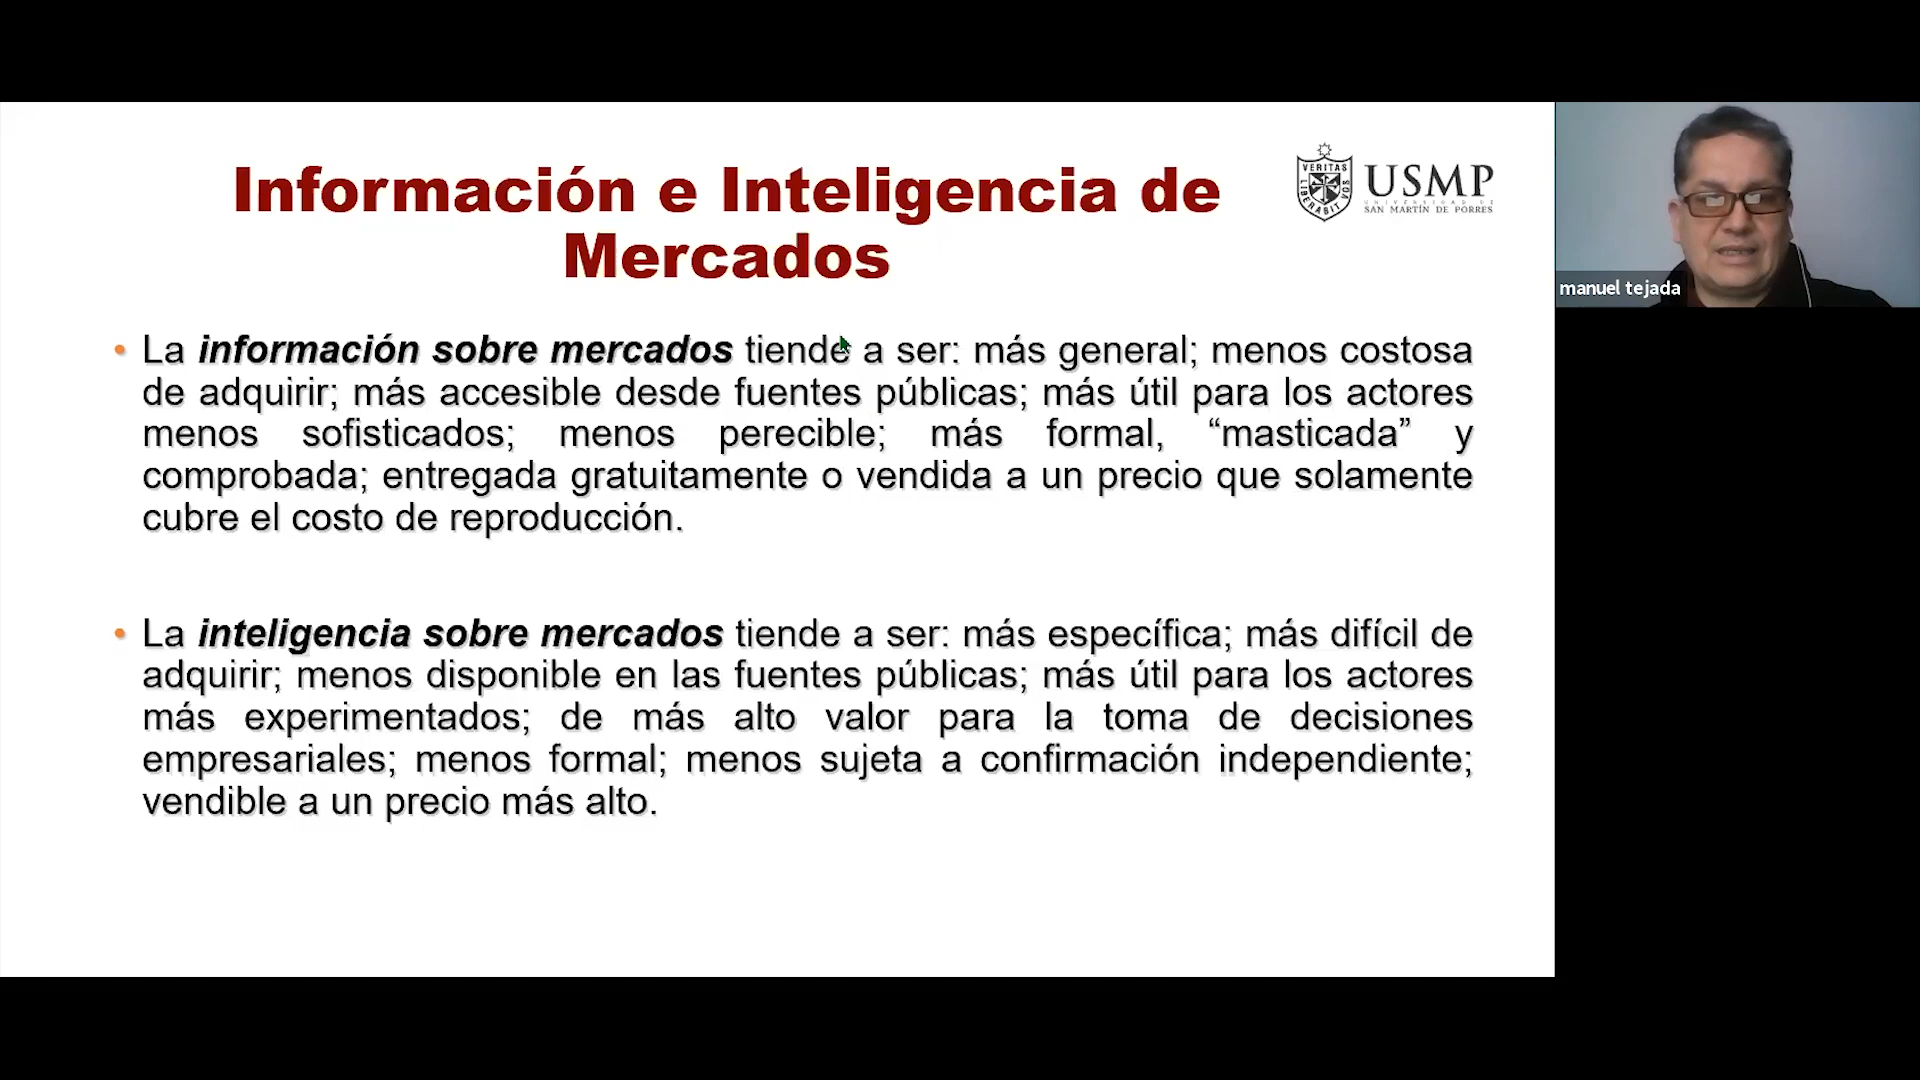 Información e Inteligencia de
Mercados
VERITAS
LIBERABIT VOS
USMP
UNIVERSIDAD DE
SAN MARTÍN DE PORRES
manuel tejada
• La información sobre mercados tiende a ser: más general; menos costosa
de adquirir; más accesible desde fuentes públicas; más útil para los actores
menos sofisticados; menos perecible; más formal, “masticada” y
comprobada; entregada gratuitamente o vendida a un precio que solamente
cubre el costo de reproducción.
• La inteligencia sobre mercados tiende a ser: más específica; más difícil de
adquirir; menos disponible en las fuentes públicas; más útil para los actores
más experimentados; de más alto valor para la toma de decisiones
empresariales; menos formal; menos sujeta a confirmación independiente;
vendible a un precio más alto.